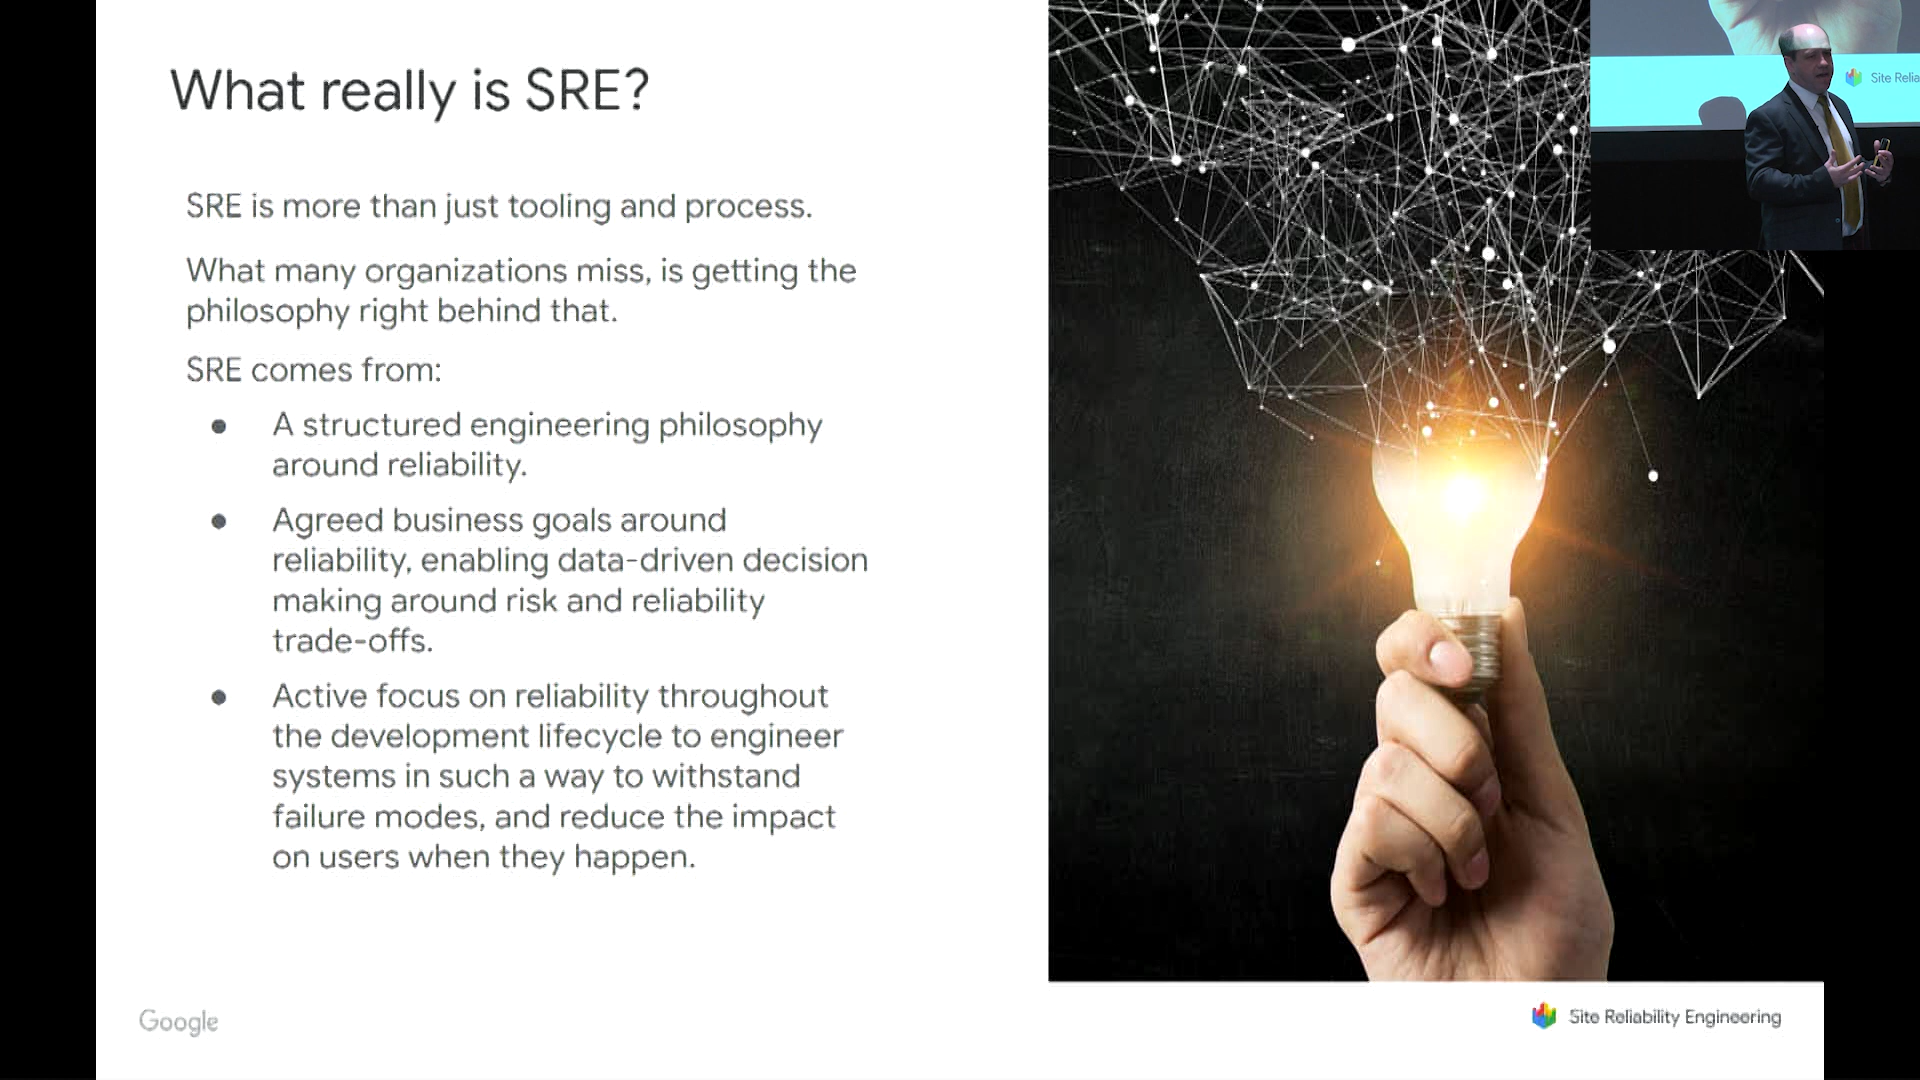 What really is SRE?
SRE is more than just tooling and process.
What many organizations miss, is getting the
philosophy right behind that.
SRE comes from:
● A structured engineering philosophy
around reliability.
● Agreed business goals around
reliability, enabling data-driven decision
making around risk and reliability
trade-offs.
● Active focus on reliability throughout
the development lifecycle to engineer
systems in such a way to withstand
failure modes, and reduce the impact
on users when they happen.
Site Relia
Google
Site Reliability Engineering